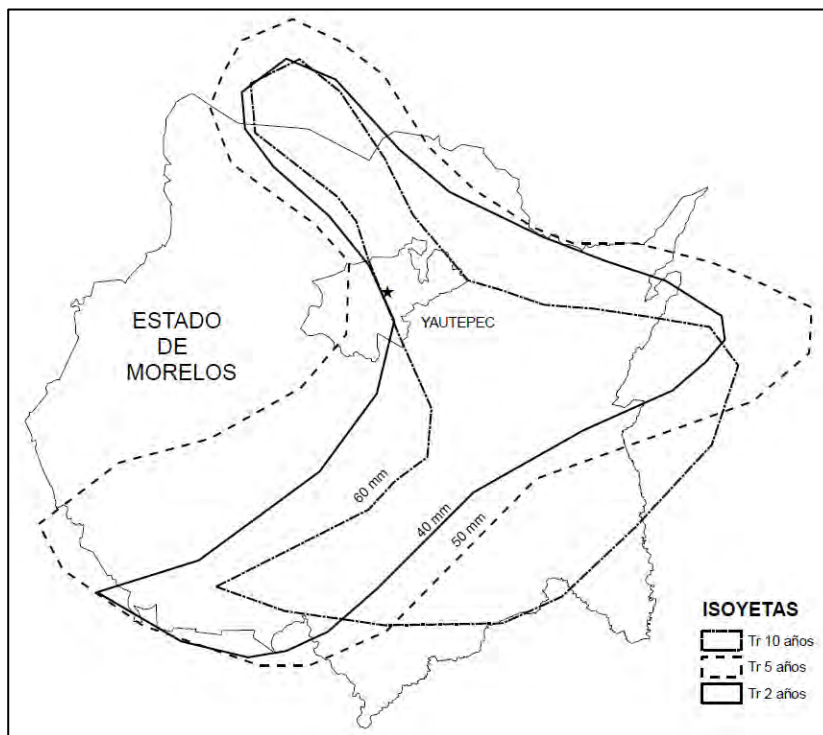 ESTADO
DE
MORELOS
YAUTEPEC
60 mm
40 mm
50 mm
ISOYETAS
Tr 10 años
Tr 5 años
Tr 2 años